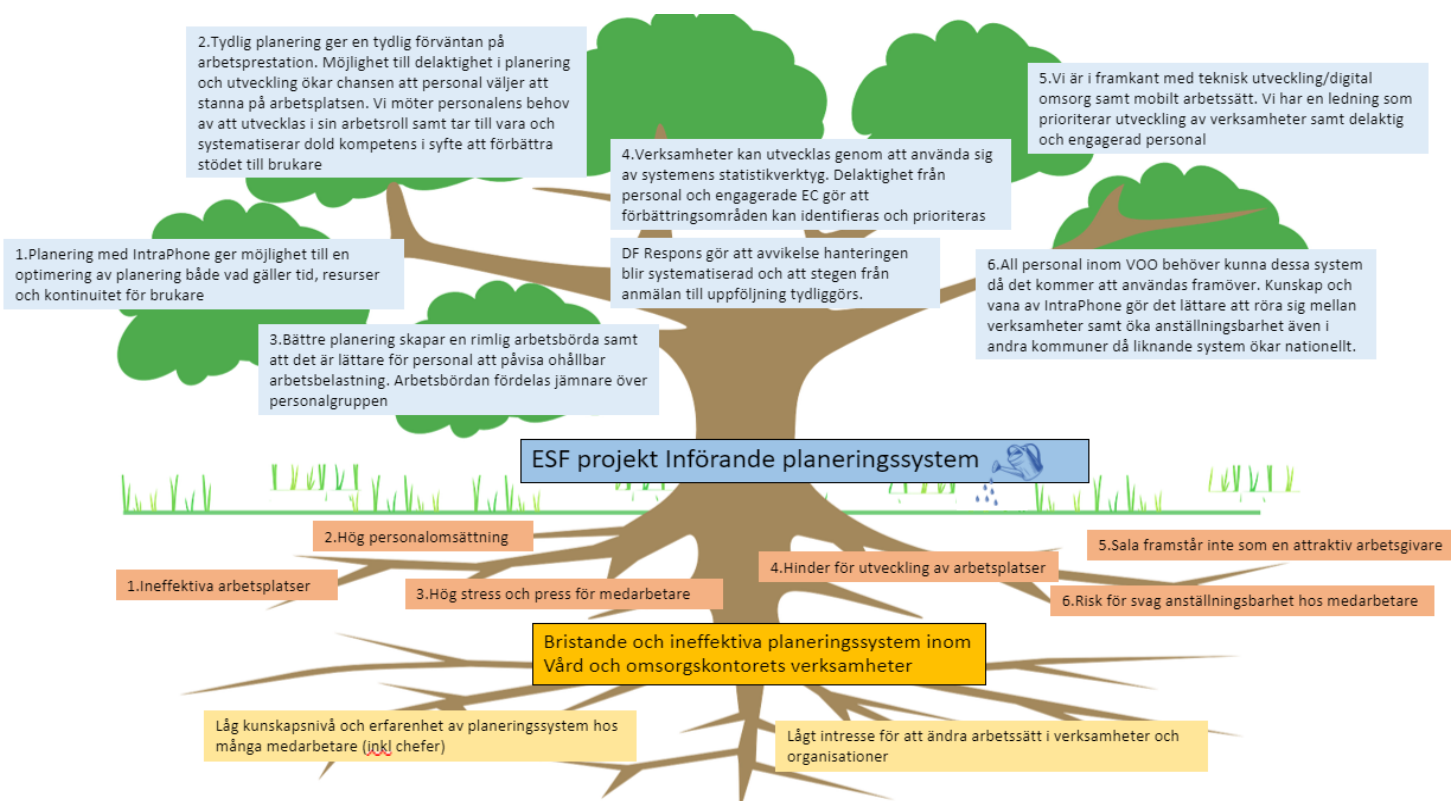 2.Tydlig planering ger en tydlig förväntan på
arbetsprestation. Möjlighet till delaktighet i planering
och utveckling ökar chansen att personal väljer att
stanna på arbetsplatsen. Vi möter personalens behov
av att utvecklas i sin arbetsroll samt tar till vara och
systematiserar dold kompetens i syfte att förbättra
stödet till brukare
5.Vi är i framkant med teknisk utveckling/digital
omsorg samt mobilt arbetssätt. Vi har en ledning som
prioriterar utveckling av verksamheter samt delaktig
och engagerad personal
4.Verksamheter kan utvecklas genom att använda sig
av systemens statistikverktyg. Delaktighet från
personal och engagerade EC gör att
förbättringsområden kan identifieras och prioriteras
1.Planering med IntraPhone ger möjlighet till en
optimering av planering både vad gäller tid, resurser
och kontinuitet för brukare
DF Respons gör att avvikelse hanteringen
blir systematiserad och att stegen från
anmälan till uppföljning tydliggörs.
6.All personal inom VOO behöver kunna dessa system
då det kommer att användas framöver. Kunskap och
vana av IntraPhone gör det lättare att röra sig mellan
verksamheter samt öka anställningsbarhet även i
andra kommuner då liknande system ökar nationellt.
3.Bättre planering skapar en rimlig arbetsbörda samt
att det är lättare för personal att påvisa ohållbar
arbetsbelastning. Arbetsbördan fördelas jämnare över
personalgruppen
ESF projekt Införande planeringssystem
2.Hög personalomsättning
5.Sala framstår inte som en attraktiv arbetsgivare
4.Hinder för utveckling av arbetsplatser
1.Ineffektiva arbetsplatser
3.Hög stress och press för medarbetare
6.Risk för svag anställningsbarhet hos medarbetare
Bristande och ineffektiva planeringssystem inom
Vård och omsorgskontorets verksamheter
Låg kunskapsnivå och erfarenhet av planeringssystem hos
många medarbetare (inkl chefer)
Lågt intresse för att ändra arbetssätt i verksamheter och
organisationer